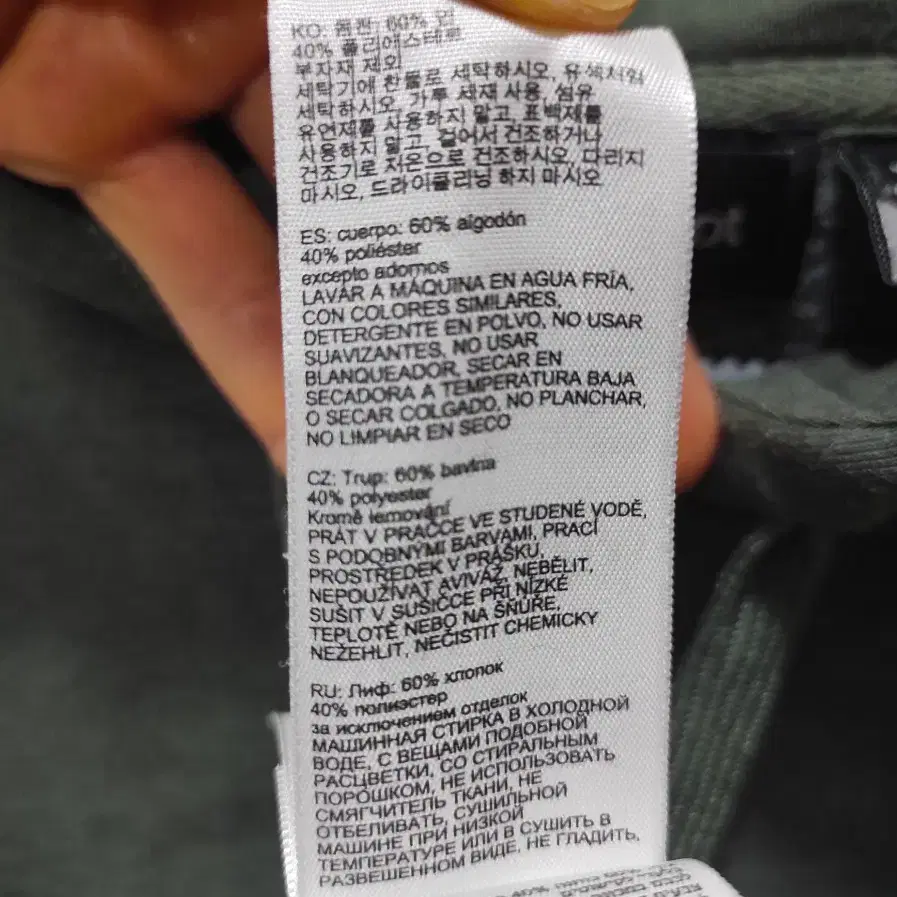 KO: 몸판: 60% 면
40% 폴리에스테르
부자재 제외
세탁기에 찬물로 세탁하시오, 유색처럼
세탁하시오, 가루 세재 사용, 섬유
유연제를 사용하지 말고, 표백제를
사용하지 말고, 걸어서 건조하거나
건조기로 저온으로 건조하시오, 다리지
마시오, 드라이클리닝 하지 마시오
ES: cuerpo: 60% algodón
40% poliéster
excepto adornos
LAVAR A MÁQUINA EN AGUA FRÍA,
CON COLORES SIMILARES,
DETERGENTE EN POLVO, NO USAR
SUAVIZANTES, NO USAR
BLANQUEADOR, SECAR EN
SECADORA A TEMPERATURA BAJA
O SECAR COLGADO, NO PLANCHAR,
NO LIMPIAR EN SECO
CZ: Trup: 60% bavlna
40% polyester
Kromě lemování
PRÁT V PRAČCE VE STUDENÉ VODĚ,
S PODOBNÝMI BARVAMI, PRACÍ
PROSTŘEDEK V PRÁŠKU,
NEPOUŽÍVAT AVIVÁŽ, NEBĚLIT,
SUŠIT V SUŠIČCE PŘI NÍZKÉ
TEPLOTĚ NEBO NA ŠŇŮŘE,
NEŽEHLIT, NEČISTIT CHEMICKY
RU: Лиф: 60% хлопок
40% полиэстер
за исключением отделок
МАШИННАЯ СТИРКА В ХОЛОДНОЙ
ВОДЕ, С ВЕЩАМИ ПОДОБНОЙ
РАСЦВЕТКИ, СО СТИРАЛЬНЫМ
ПОРОШКОМ, НЕ ИСПОЛЬЗОВАТЬ
СМЯГЧИТЕЛЬ ТКАНИ, НЕ
ОТБЕЛИВАТЬ, СУШИЛЬНОЙ
МАШИНЕ ПРИ НИЗКОЙ
ТЕМПЕРАТУРЕ ИЛИ В СУШИТЬ В
РАЗВЕШЕННОМ ВИДЕ, НЕ ГЛАДИТЬ,